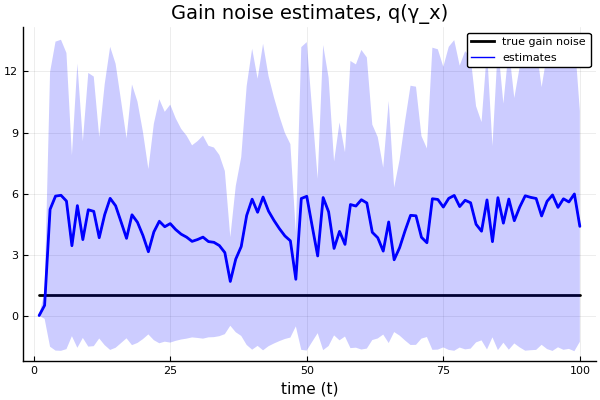 Gain noise estimates, q(γ_x)
true gain noise
estimates
12
9
6
3
0
0
25
50
75
100
time (t)